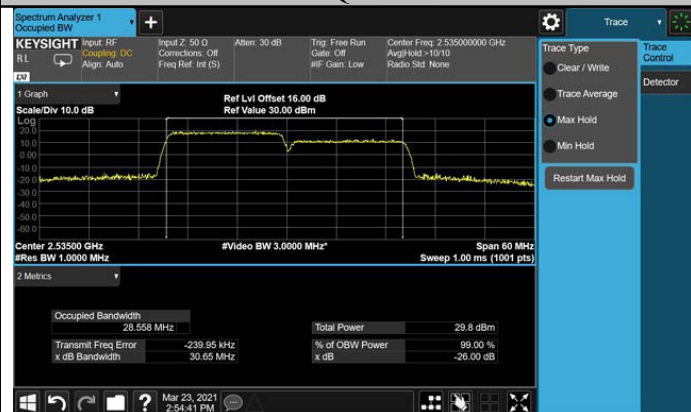 Spectrum Analyzer 1
Occupied BW
+
Trace
KEYSIGHT
Input: RF
Coupling: DC
Align: Auto
Input Z: 50 Ω
Corrections: Off
Freq Ref: Int (S)
Atten: 30 dB
Trig: Free Run
Gate: Off
#IF Gain: Low
Center Freq: 2.535000000 GHz
Avg|Hold:>10/10
Radio Std: None
RL
LXI
Trace Type
Clear / Write
Trace Average
Max Hold
Min Hold
Restart Max Hold
Trace
Control
Detector
1 Graph
Scale/Div 10.0 dB
Ref Lvl Offset 16.00 dB
Ref Value 30.00 dBm
Log
20.0
10.0
0.00
-10.0
-20.0
-30.0
-40.0
-50.0
-60.0
Center 2.53500 GHz
#Res BW 1.0000 MHz
#Video BW 3.0000 MHz*
Span 60 MHz
Sweep 1.00 ms (1001 pts)
2 Metrics
Occupied Bandwidth
28.558 MHz
Total Power 29.8 dBm
Transmit Freq Error -239.95 kHz
% of OBW Power 99.00 %
x dB Bandwidth 30.65 MHz
x dB -26.00 dB
?
Mar 23, 2021
2:54:41 PM